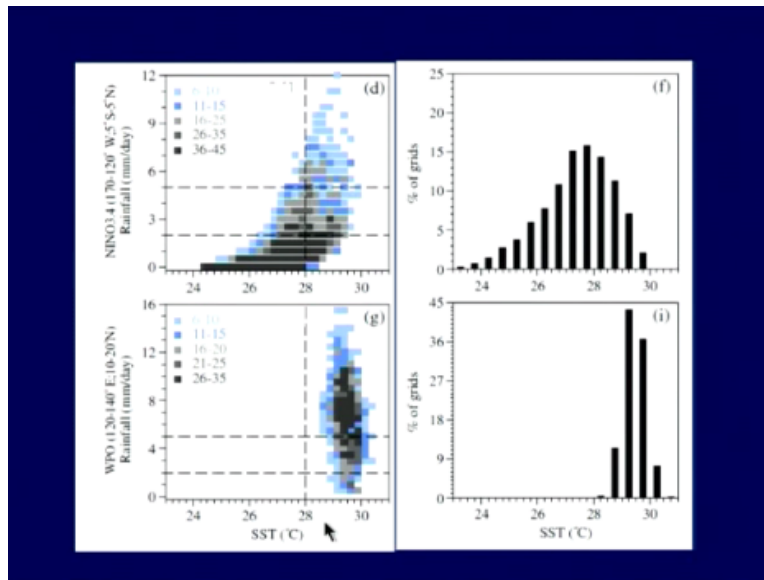 NINO3.4 (170-120° W,5° S-5° N)
Rainfall (mm/day)
12
9
6
3
0
(d)
6-10
11-15
16-25
26-35
36-45
24 26 28 30
% of grids
25
20
15
10
5
0
(f)
24 26 28 30
WPO (120-140° E;10-20° N)
Rainfall (mm/day)
16
12
8
4
0
(g)
6-10
11-15
16-20
21-25
26-35
24 26 28 30
SST (°C)
% of grids
45
36
27
18
9
0
(i)
24 26 28 30
SST (°C)